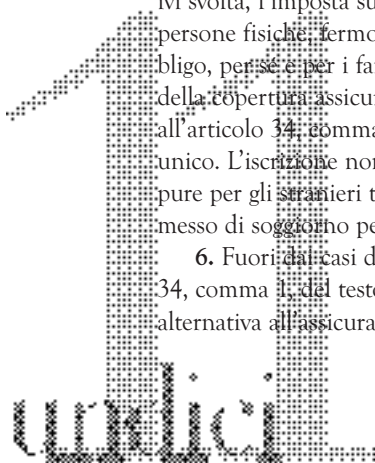 ivi svolta, l'imposta su
persone fisiche, fermo
bligo, per sé e per i fa
della copertura assicu
all'articolo 34, comma
unico. L'iscrizione non
pure per gli stranieri t
messo di soggiorno pe
6. Fuori dai casi d
34, comma 1, del teste
alternativa all'assicura
11
undici